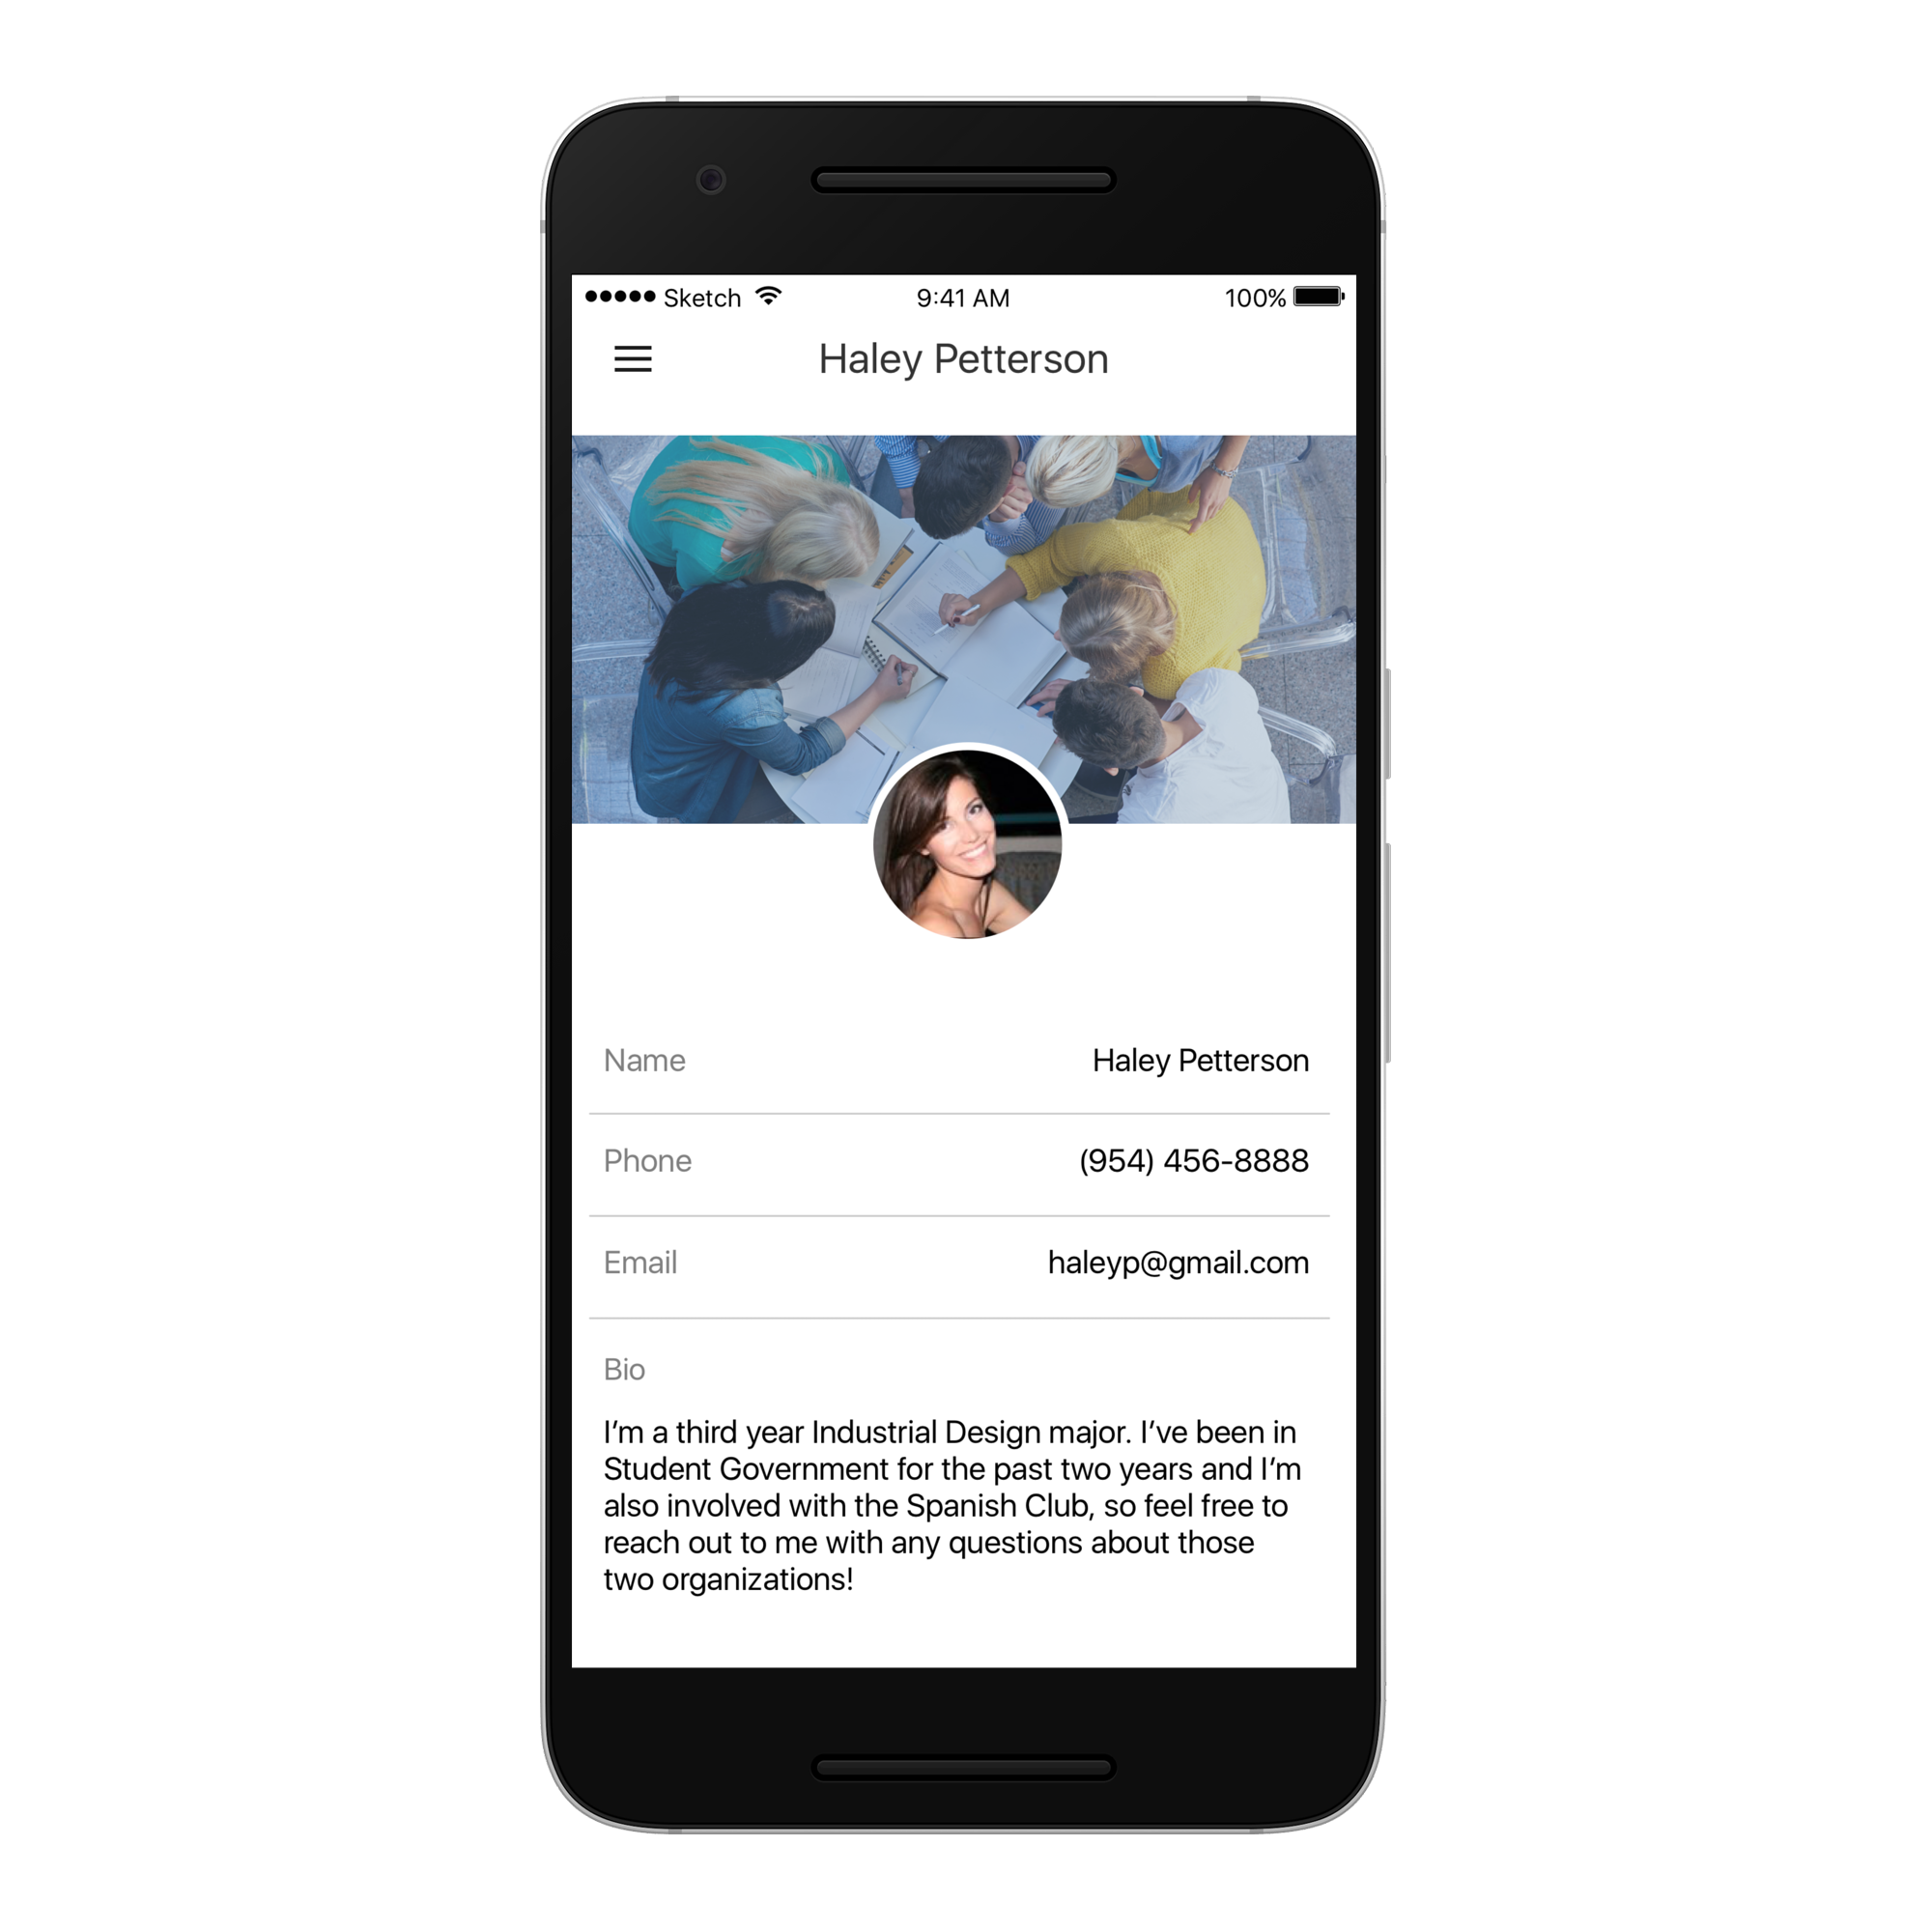 Sketch 9:41 AM 100%
Haley Petterson
Name Haley Petterson
Phone (954) 456-8888
Email haleyp@gmail.com
Bio
I’m a third year Industrial Design major. I’ve been in
Student Government for the past two years and I’m
also involved with the Spanish Club, so feel free to
reach out to me with any questions about those
two organizations!